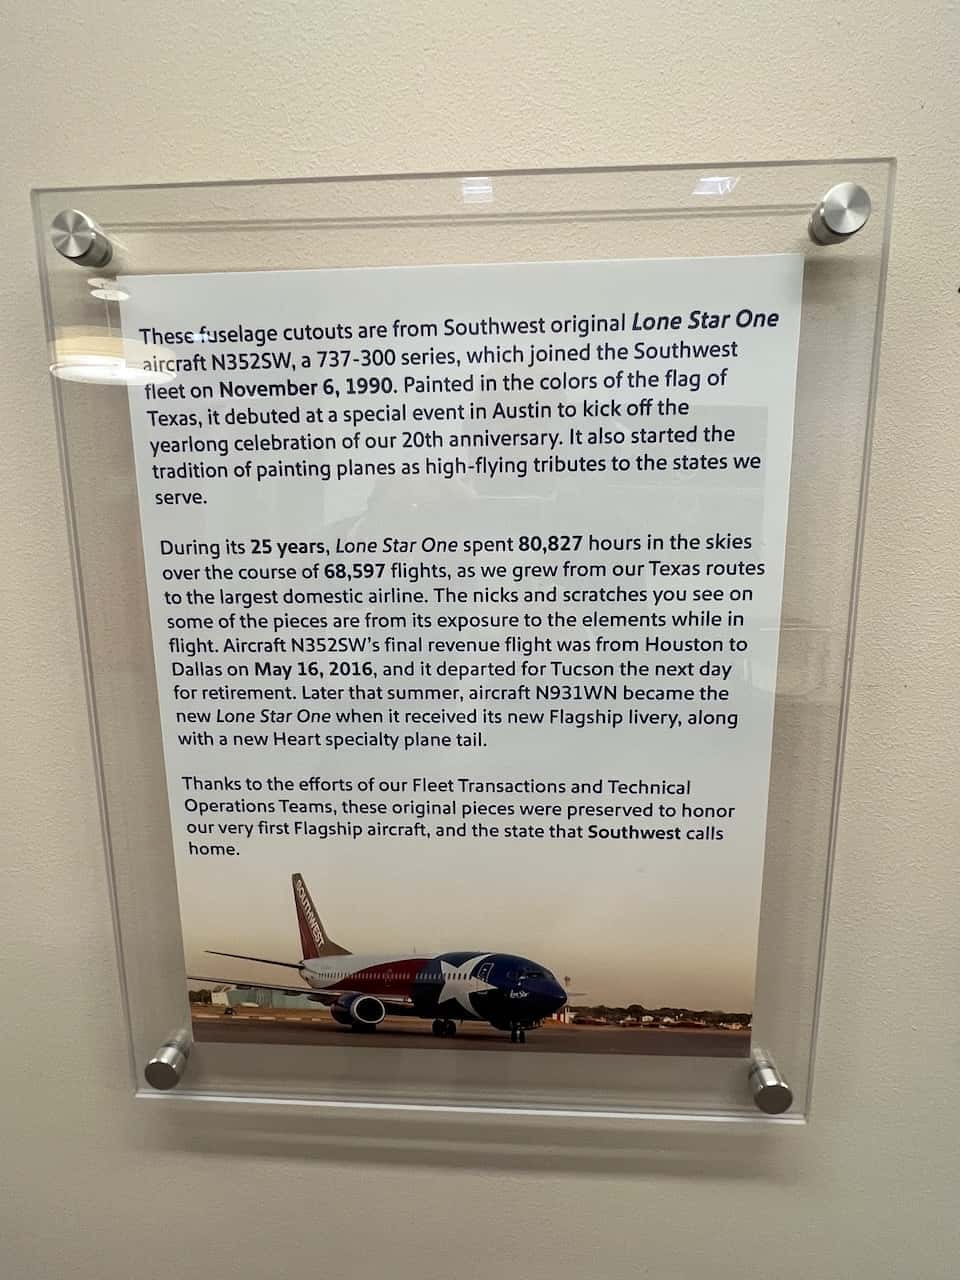 These fuselage cutouts are from Southwest original Lone Star One
aircraft N352SW, a 737-300 series, which joined the Southwest
fleet on November 6, 1990. Painted in the colors of the flag of
Texas, it debuted at a special event in Austin to kick off the
yearlong celebration of our 20th anniversary. It also started the
tradition of painting planes as high-flying tributes to the states we
serve.
During its 25 years, Lone Star One spent 80,827 hours in the skies
over the course of 68,597 flights, as we grew from our Texas routes
to the largest domestic airline. The nicks and scratches you see on
some of the pieces are from its exposure to the elements while in
flight. Aircraft N352SW's final revenue flight was from Houston to
Dallas on May 16, 2016, and it departed for Tucson the next day
for retirement. Later that summer, aircraft N931WN became the
new Lone Star One when it received its new Flagship livery, along
with a new Heart specialty plane tail.
Thanks to the efforts of our Fleet Transactions and Technical
Operations Teams, these original pieces were preserved to honor
our very first Flagship aircraft, and the state that Southwest calls
home.
SOUTHWEST
Lone Star